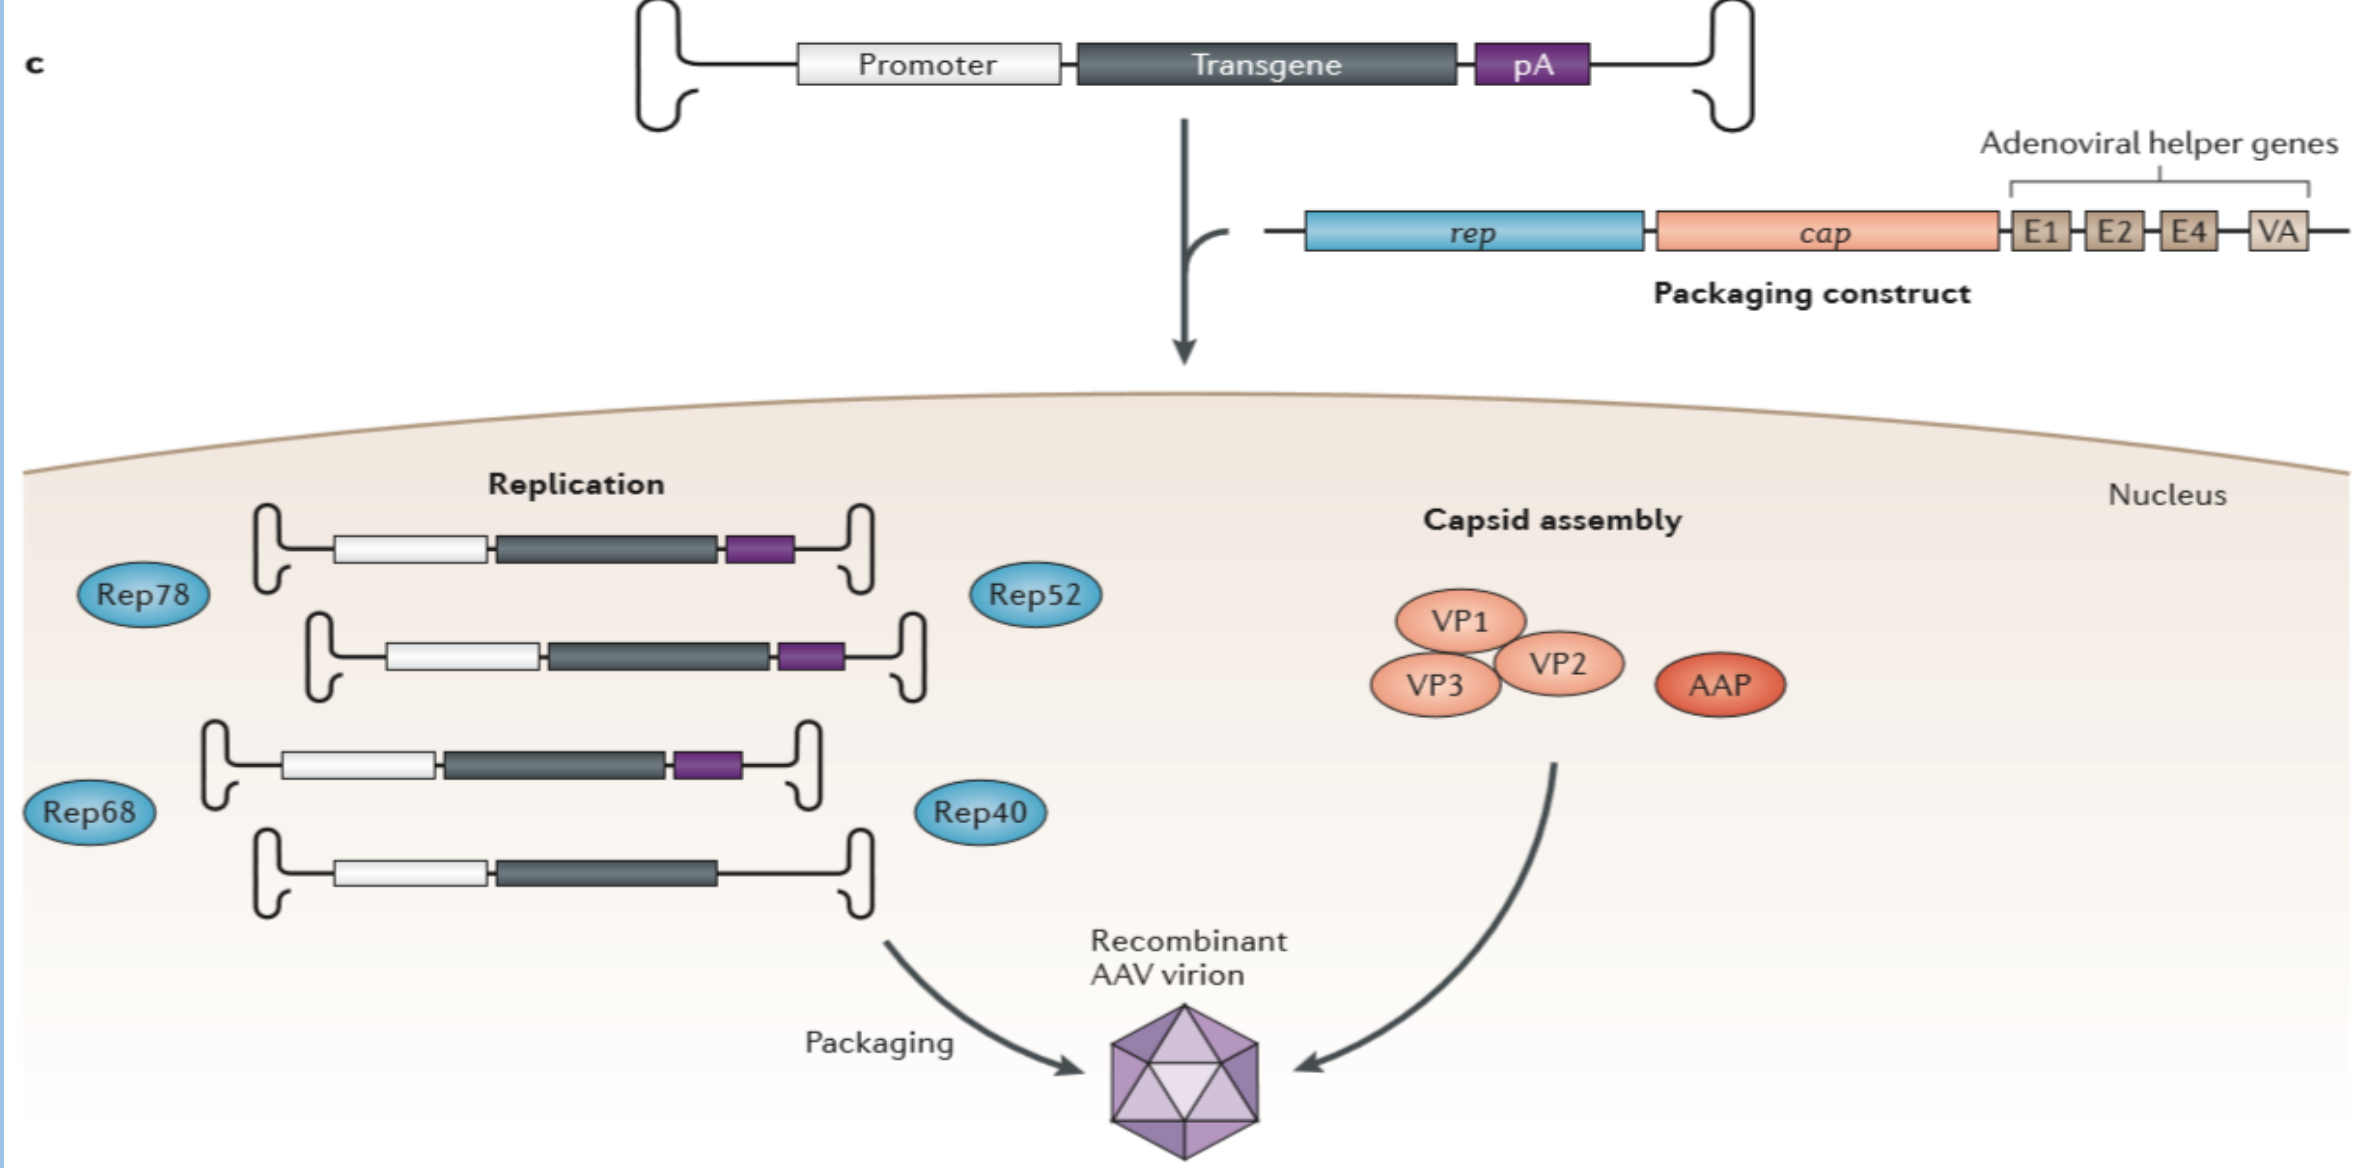 c
Promoter
Transgene
pA
Adenoviral helper genes
rep
cap
E1
E2
E4
VA
Packaging construct
Nucleus
Replication
Capsid assembly
Rep78
Rep52
VP1
VP2
VP3
AAP
Rep68
Rep40
Recombinant
AAV virion
Packaging